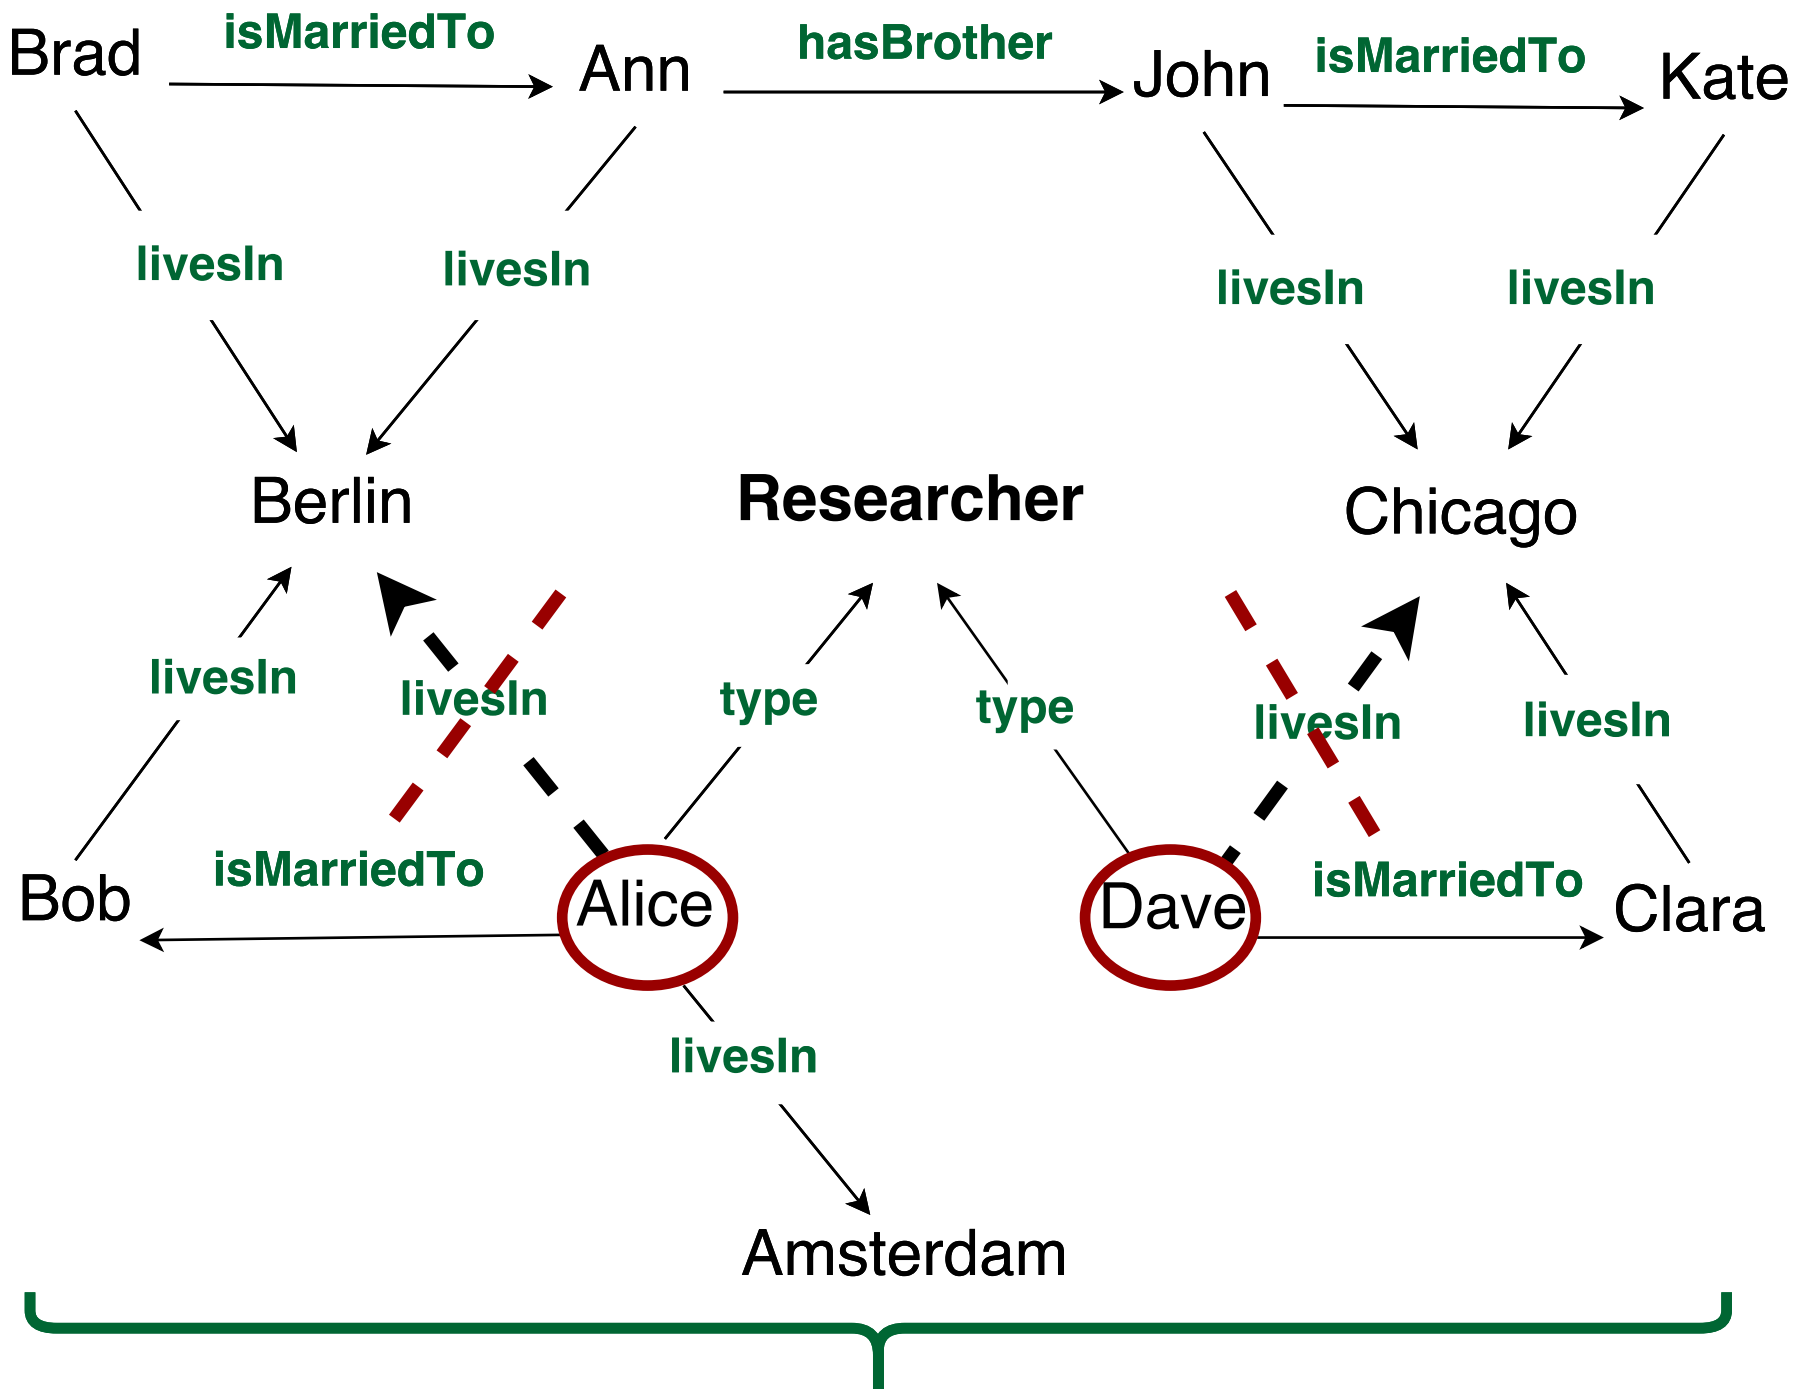 Brad isMarriedTo Ann hasBrother John isMarriedTo Kate
livesIn livesIn livesIn livesIn
Berlin Researcher Chicago
livesIn livesIn type type livesIn livesIn
isMarriedTo isMarriedTo
Bob Alice Dave Clara
livesIn
Amsterdam